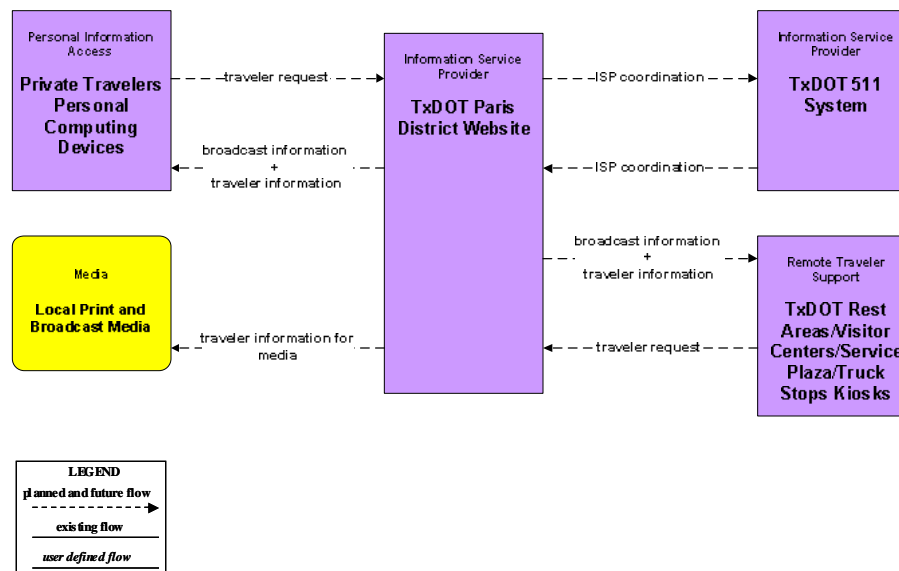 Personal Information
Access
Private Travelers
Personal
Computing
Devices
traveler request
broadcast information
+
traveler information
Information Service
Provider
TxDOT Paris
District Website
ISP coordination
ISP coordination
Information Service
Provider
TxDOT 511
System
Media
Local Print and
Broadcast Media
traveler information for
media
broadcast information
+
traveler information
traveler request
Remote Traveler
Support
TxDOT Rest
Areas/Visitor
Centers/Service
Plaza/Truck
Stops Kiosks
LEGEND
planned and future flow
existing flow
user defined flow